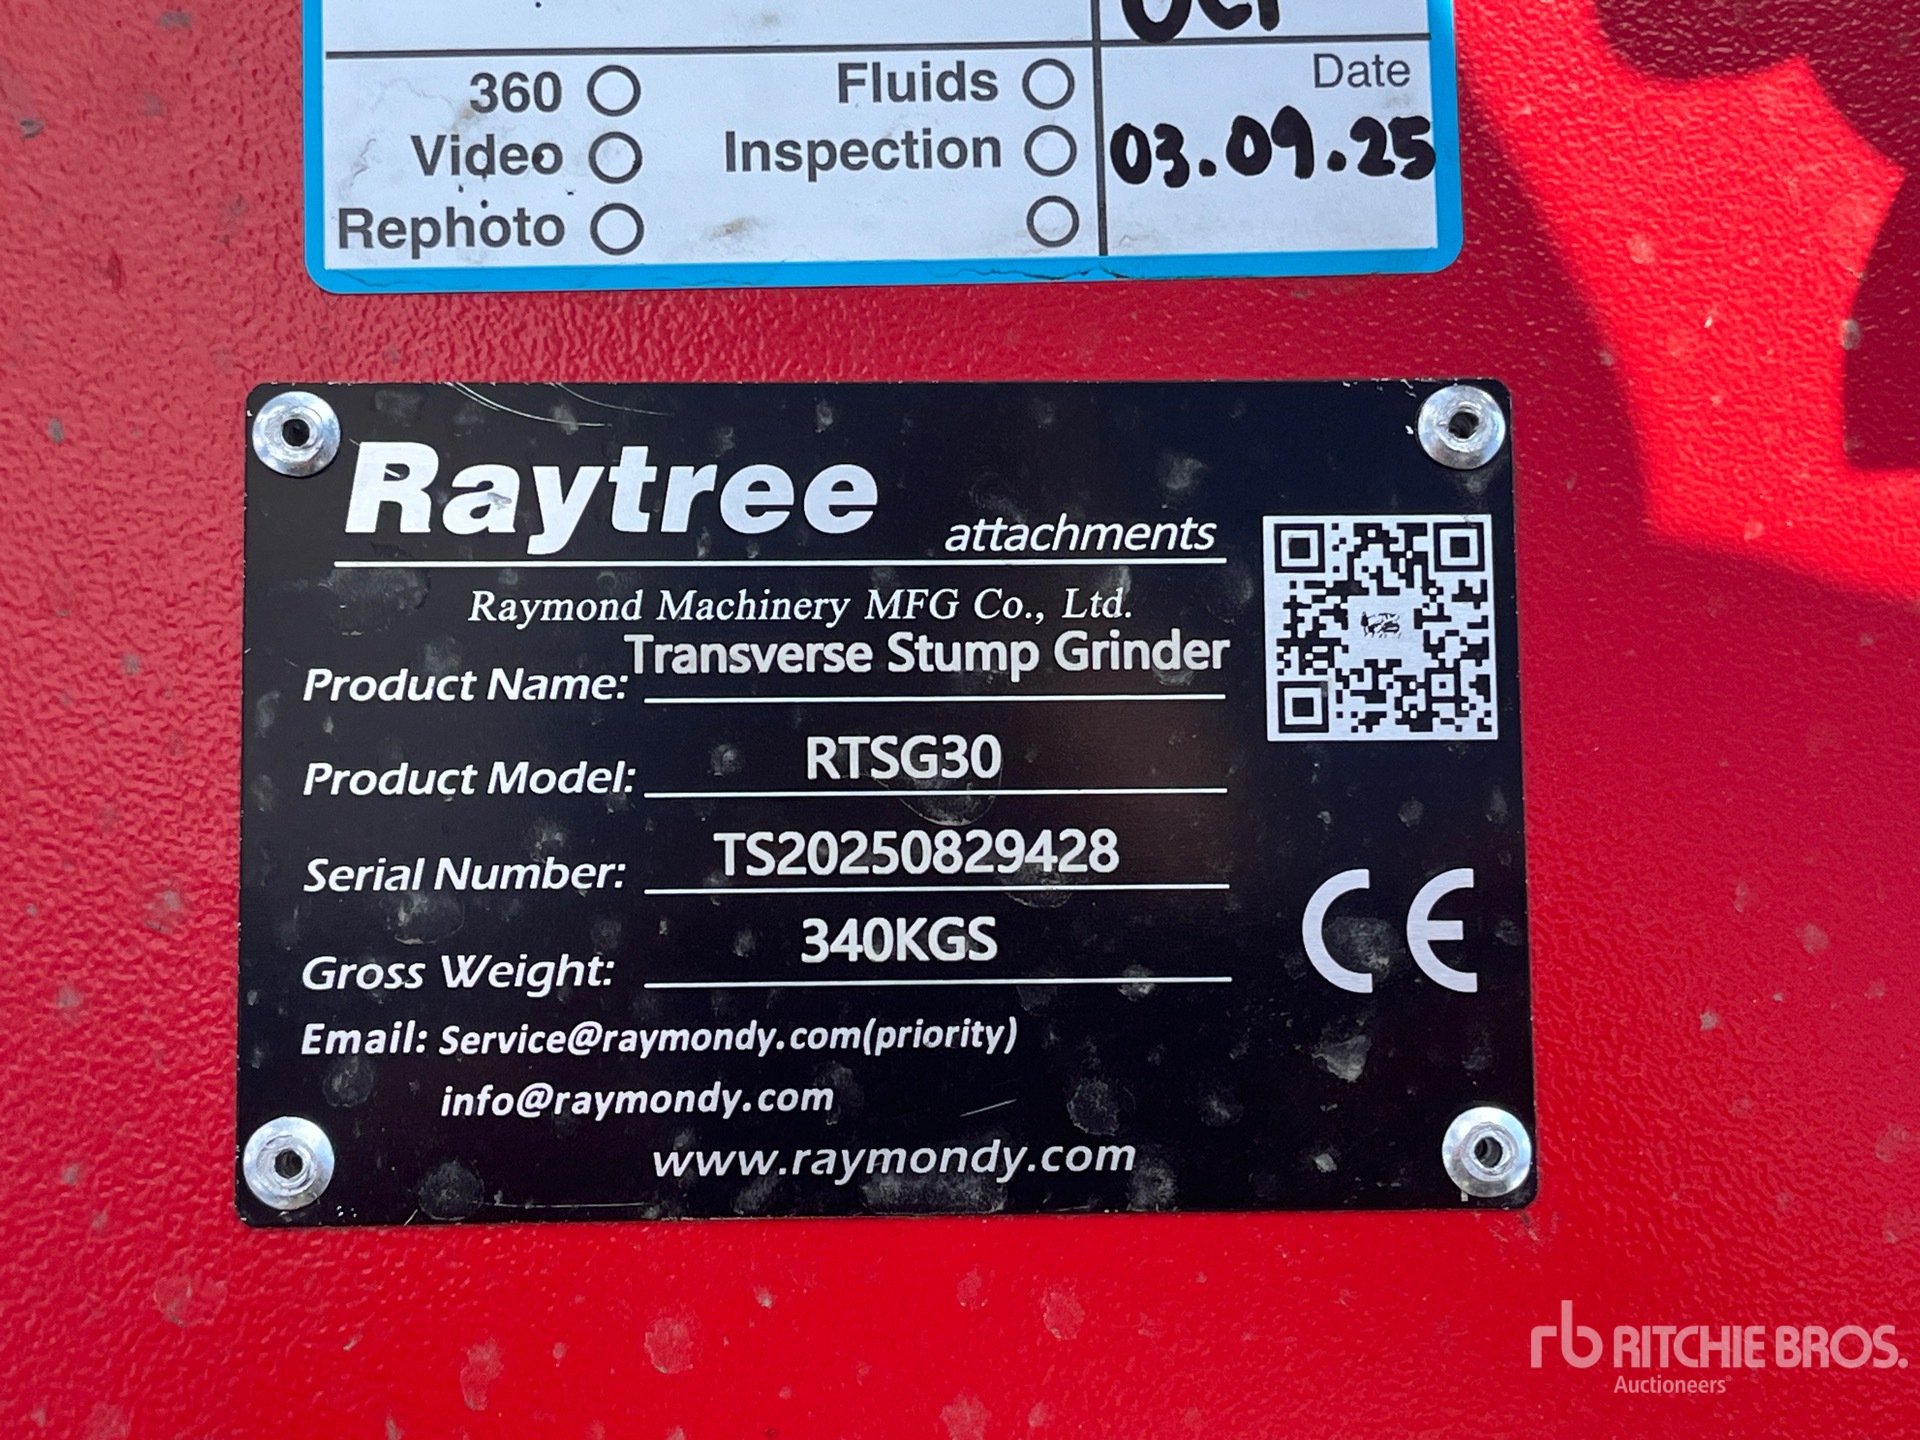 360
Fluids
Date
Video
Inspection
03.09.25
Rephoto
Raytree attachments
Raymond Machinery MFG Co., Ltd.
Product Name: Transverse Stump Grinder
Product Model: RTSG30
Serial Number: TS20250829428
Gross Weight: 340KGS
CE
Email: Service@raymondy.com(priority)
info@raymondy.com
www.raymondy.com
rb RITCHIE BROS.
Auctioneers